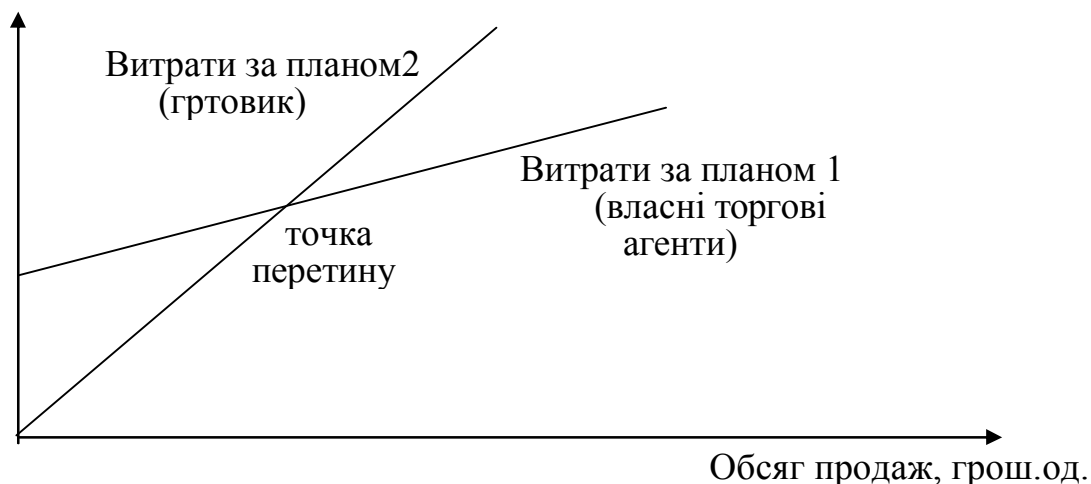 Витрати за планом2
(гртовик)
Витрати за планом 1
(власні торгові
агенти)
точка
перетину
Обсяг продаж, грош.од.